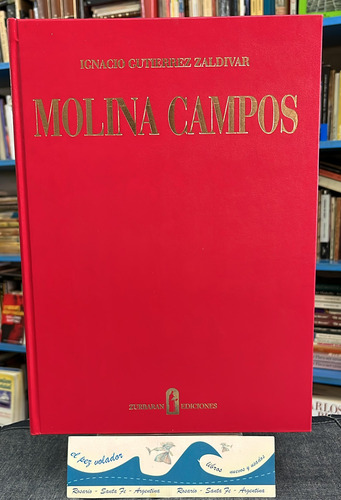 IGNACIO GUTIERREZ ZALDIVAR
MOLINA CAMPOS
ZURBARAN EDICIONES
el pez volador
libros nuevos y usados
Rosario - Santa Fe - Argentina
Rosario - Santa Fe - Argentina